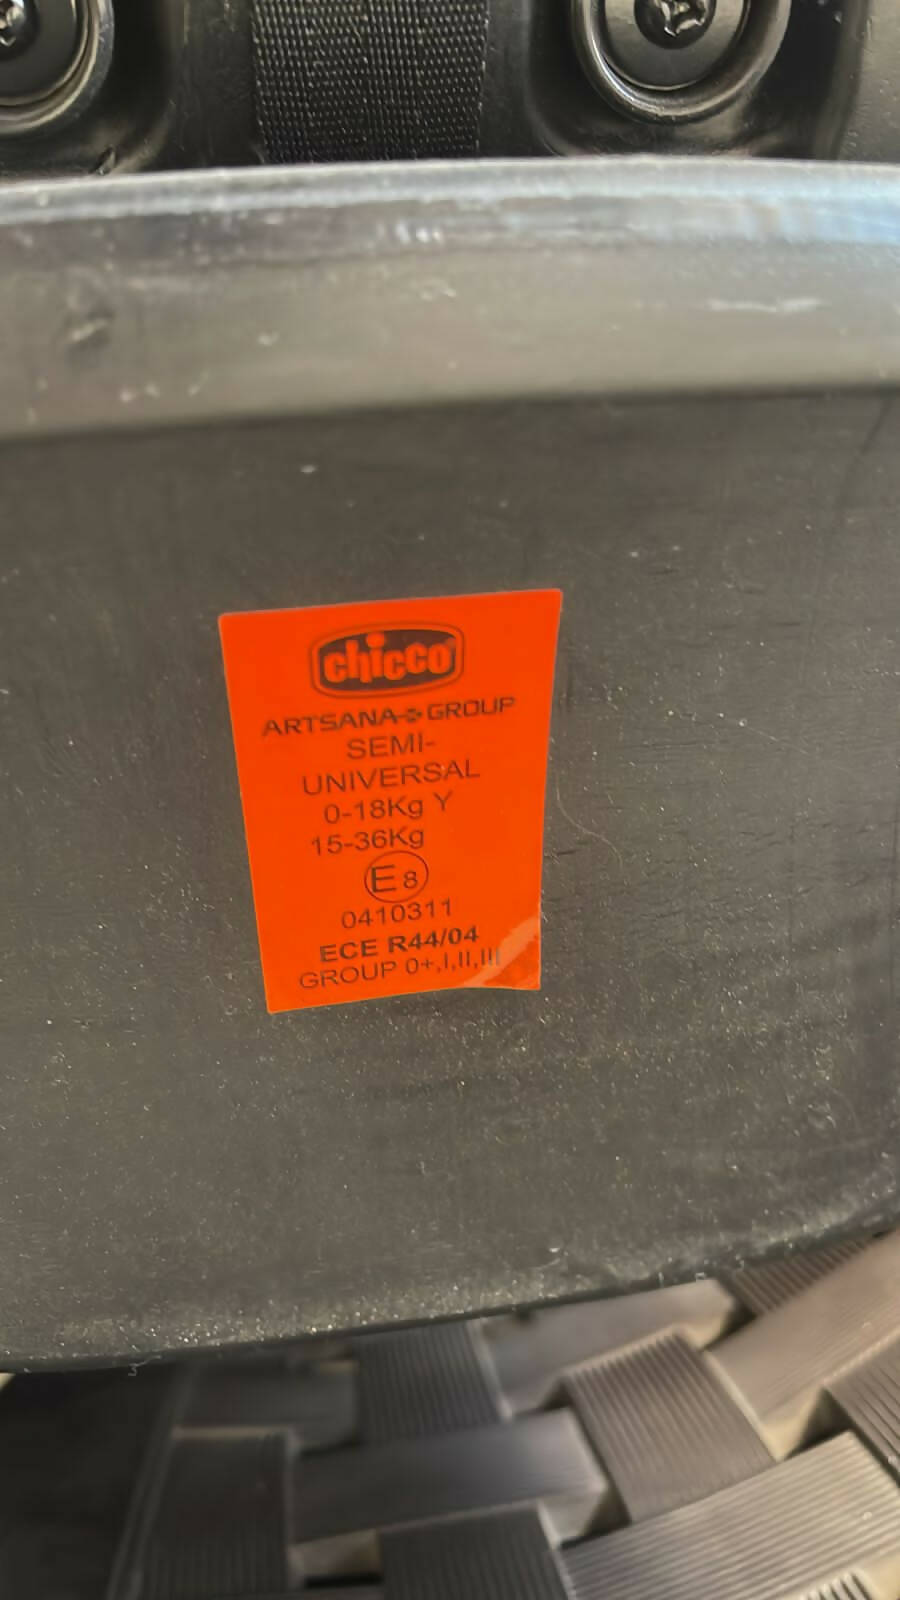 chicco
ARTSANA GROUP
SEMI-
UNIVERSAL
0-18Kg Y
15-36Kg
E8
0410311
ECE R44/04
GROUP 0+,I,II,III